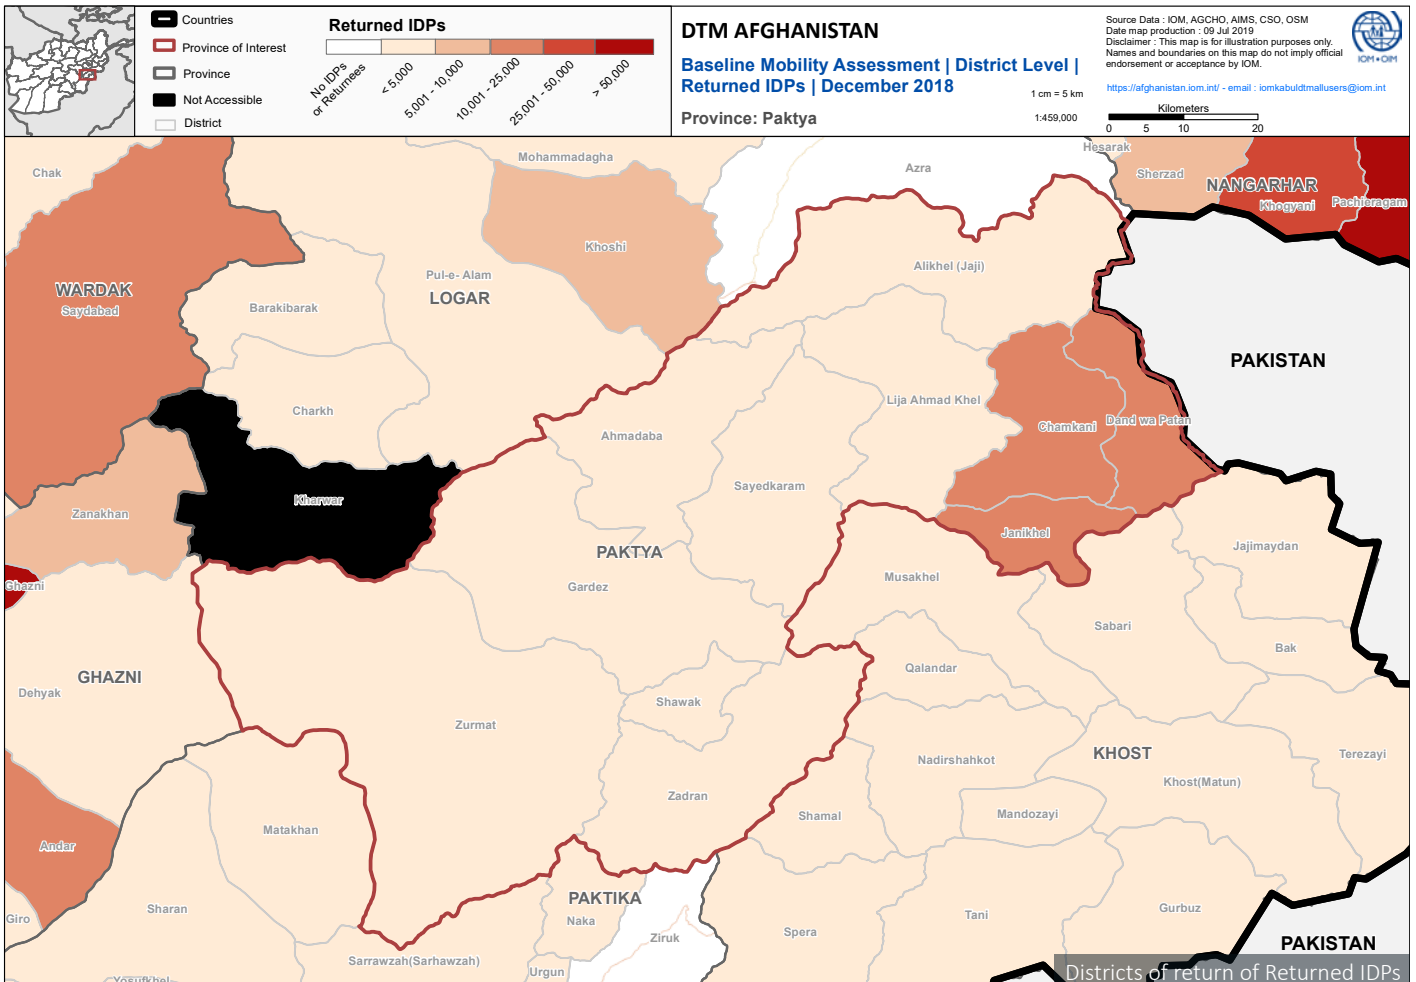 Countries
Province of Interest
Province
Not Accessible
District
Returned IDPs
No IDPs
or Returnees
< 5,000
5,001 - 10,000
10,001 - 25,000
25,001 - 50,000
> 50,000
DTM AFGHANISTAN
Baseline Mobility Assessment | District Level |
Returned IDPs | December 2018
Province: Paktya
1 cm = 5 km
1:459,000
Source Data : IOM, AGCHO, AIMS, CSO, OSM
Date map production : 09 Jul 2019
Disclaimer : This map is for illustration purposes only.
Names and boundaries on this map do not imply official
endorsement or acceptance by IOM.
https://afghanistan.iom.int/ - email : iomkabuldtmallusers@iom.int
Kilometers
0 5 10 20
IOM•OIM
Chak
Mohammadagha
Azra
Hesarak
Sherzad
NANGARHAR
Khogyani
Pachieragam
Khoshi
Pul-e- Alam
LOGAR
Alikhel (Jaji)
WARDAK
Saydabad
Barakibarak
PAKISTAN
Charkh
Lija Ahmad Khel
Chamkani
Dand wa Patan
Ahmadaba
Sayedkaram
Kharwar
Zanakhan
Janikhel
PAKTYA
Jajimaydan
Ghazni
Gardez
Musakhel
Sabari
Bak
Qalandar
GHAZNI
Dehyak
Shawak
Zurmat
Nadirshahkot
KHOST
Terezayi
Khost(Matun)
Zadran
Shamal
Mandozayi
Matakhan
Andar
PAKTIKA
Naka
Sharan
Giro
Tani
Gurbuz
Spera
Ziruk
PAKISTAN
Sarrawzah(Sarhawzah)
Urgun
Yosufkhel
Districts of return of Returned IDPs